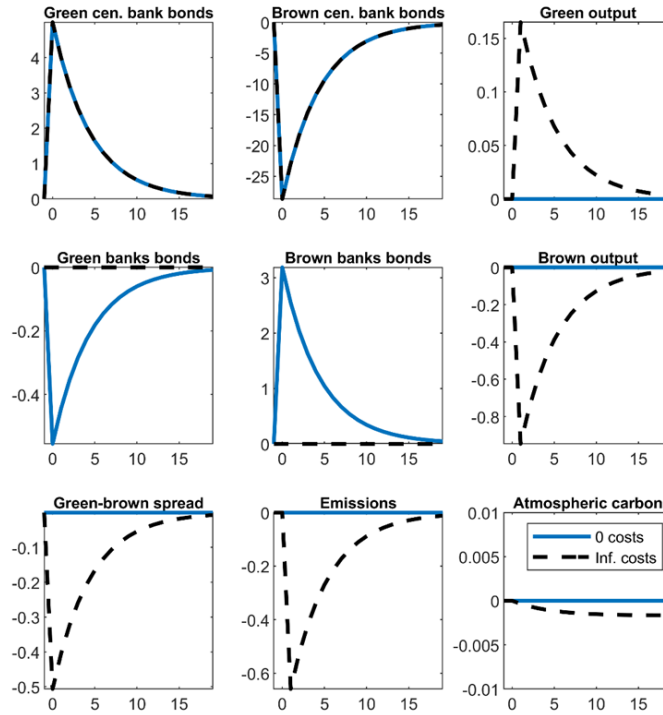 Green cen. bank bonds
Brown cen. bank bonds
Green output
4
3
2
1
0
0 5 10 15
0
-5
-10
-15
-20
-25
0 5 10 15
0.15
0.1
0.05
0
0 5 10 15
Green banks bonds
Brown banks bonds
Brown output
0
-0.2
-0.4
0 5 10 15
3
2
1
0
0 5 10 15
0
-0.2
-0.4
-0.6
-0.8
0 5 10 15
Green-brown spread
Emissions
Atmospheric carbon
-0.1
-0.2
-0.3
-0.4
-0.5
0 5 10 15
0
-0.2
-0.4
-0.6
0 5 10 15
0.01
0.005
0
-0.005
-0.01
0 5 10 15
0 costs
Inf. costs